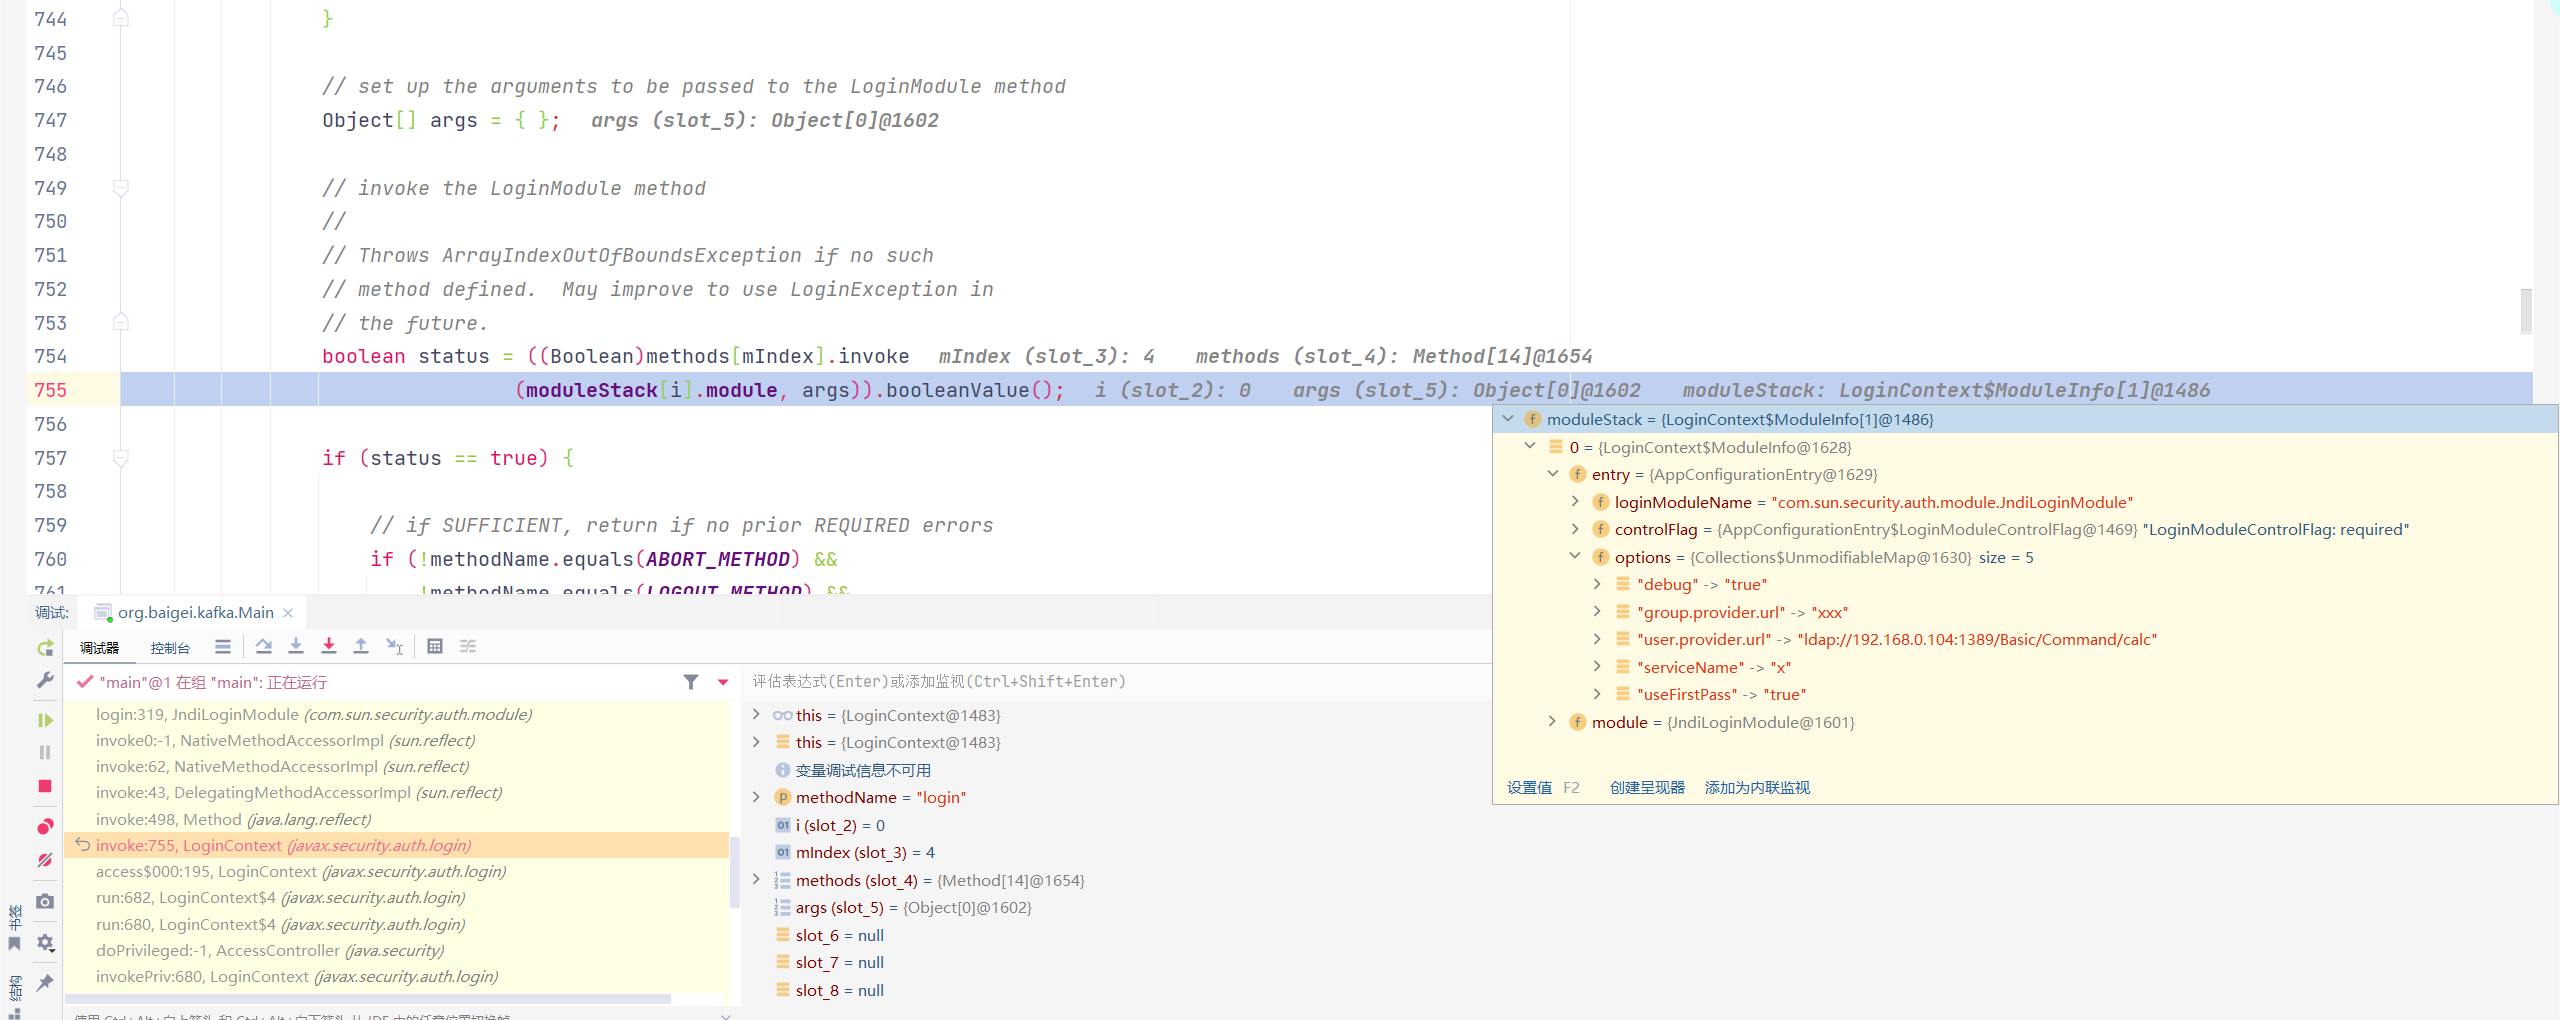 744 }
745
746 // set up the arguments to be passed to the LoginModule method
747 Object[] args = { }; args (slot_5): Object[0]@1602
748
749 // invoke the LoginModule method
750 //
751 // Throws ArrayIndexOutOfBoundsException if no such
752 // method defined.  May improve to use LoginException in
753 // the future.
754 boolean status = ((Boolean)methods[mIndex].invoke mIndex (slot_3): 4 methods (slot_4): Method[14]@1654
755 (moduleStack[i].module, args)).booleanValue(); i (slot_2): 0 args (slot_5): Object[0]@1602 moduleStack: LoginContext$ModuleInfo[1]@1486
756
757 if (status == true) {
758
759 // if SUFFICIENT, return if no prior REQUIRED errors
760 if (!methodName.equals(ABORT_METHOD) &&
761 !methodName.equals(LOGOUT_METHOD) &&
moduleStack = {LoginContext$ModuleInfo[1]@1486}
0 = {LoginContext$ModuleInfo@1628}
entry = {AppConfigurationEntry@1629}
loginModuleName = "com.sun.security.auth.module.JndiLoginModule"
controlFlag = {AppConfigurationEntry$LoginModuleControlFlag@1469} "LoginModuleControlFlag: required"
options = {Collections$UnmodifiableMap@1630} size = 5
"debug" -> "true"
"group.provider.url" -> "xxx"
"user.provider.url" -> "ldap://192.168.0.104:1389/Basic/Command/calc"
"serviceName" -> "x"
"useFirstPass" -> "true"
module = {JndiLoginModule@1601}
设置值 F2 创建呈现器 添加为内联监视
调试: org.baigei.kafka.Main
调试器 控制台
"main"@1 在组 "main": 正在运行
login:319, JndiLoginModule (com.sun.security.auth.module)
invoke0:-1, NativeMethodAccessorImpl (sun.reflect)
invoke:62, NativeMethodAccessorImpl (sun.reflect)
invoke:43, DelegatingMethodAccessorImpl (sun.reflect)
invoke:498, Method (java.lang.reflect)
invoke:755, LoginContext (javax.security.auth.login)
access$000:195, LoginContext (javax.security.auth.login)
run:682, LoginContext$4 (javax.security.auth.login)
run:680, LoginContext$4 (javax.security.auth.login)
doPrivileged:-1, AccessController (java.security)
invokePriv:680, LoginContext (javax.security.auth.login)
评估表达式(Enter)或添加监视(Ctrl+Shift+Enter)
this = {LoginContext@1483}
this = {LoginContext@1483}
变量调试信息不可用
methodName = "login"
i (slot_2) = 0
mIndex (slot_3) = 4
methods (slot_4) = {Method[14]@1654}
args (slot_5) = {Object[0]@1602}
slot_6 = null
slot_7 = null
slot_8 = null
书签
结构